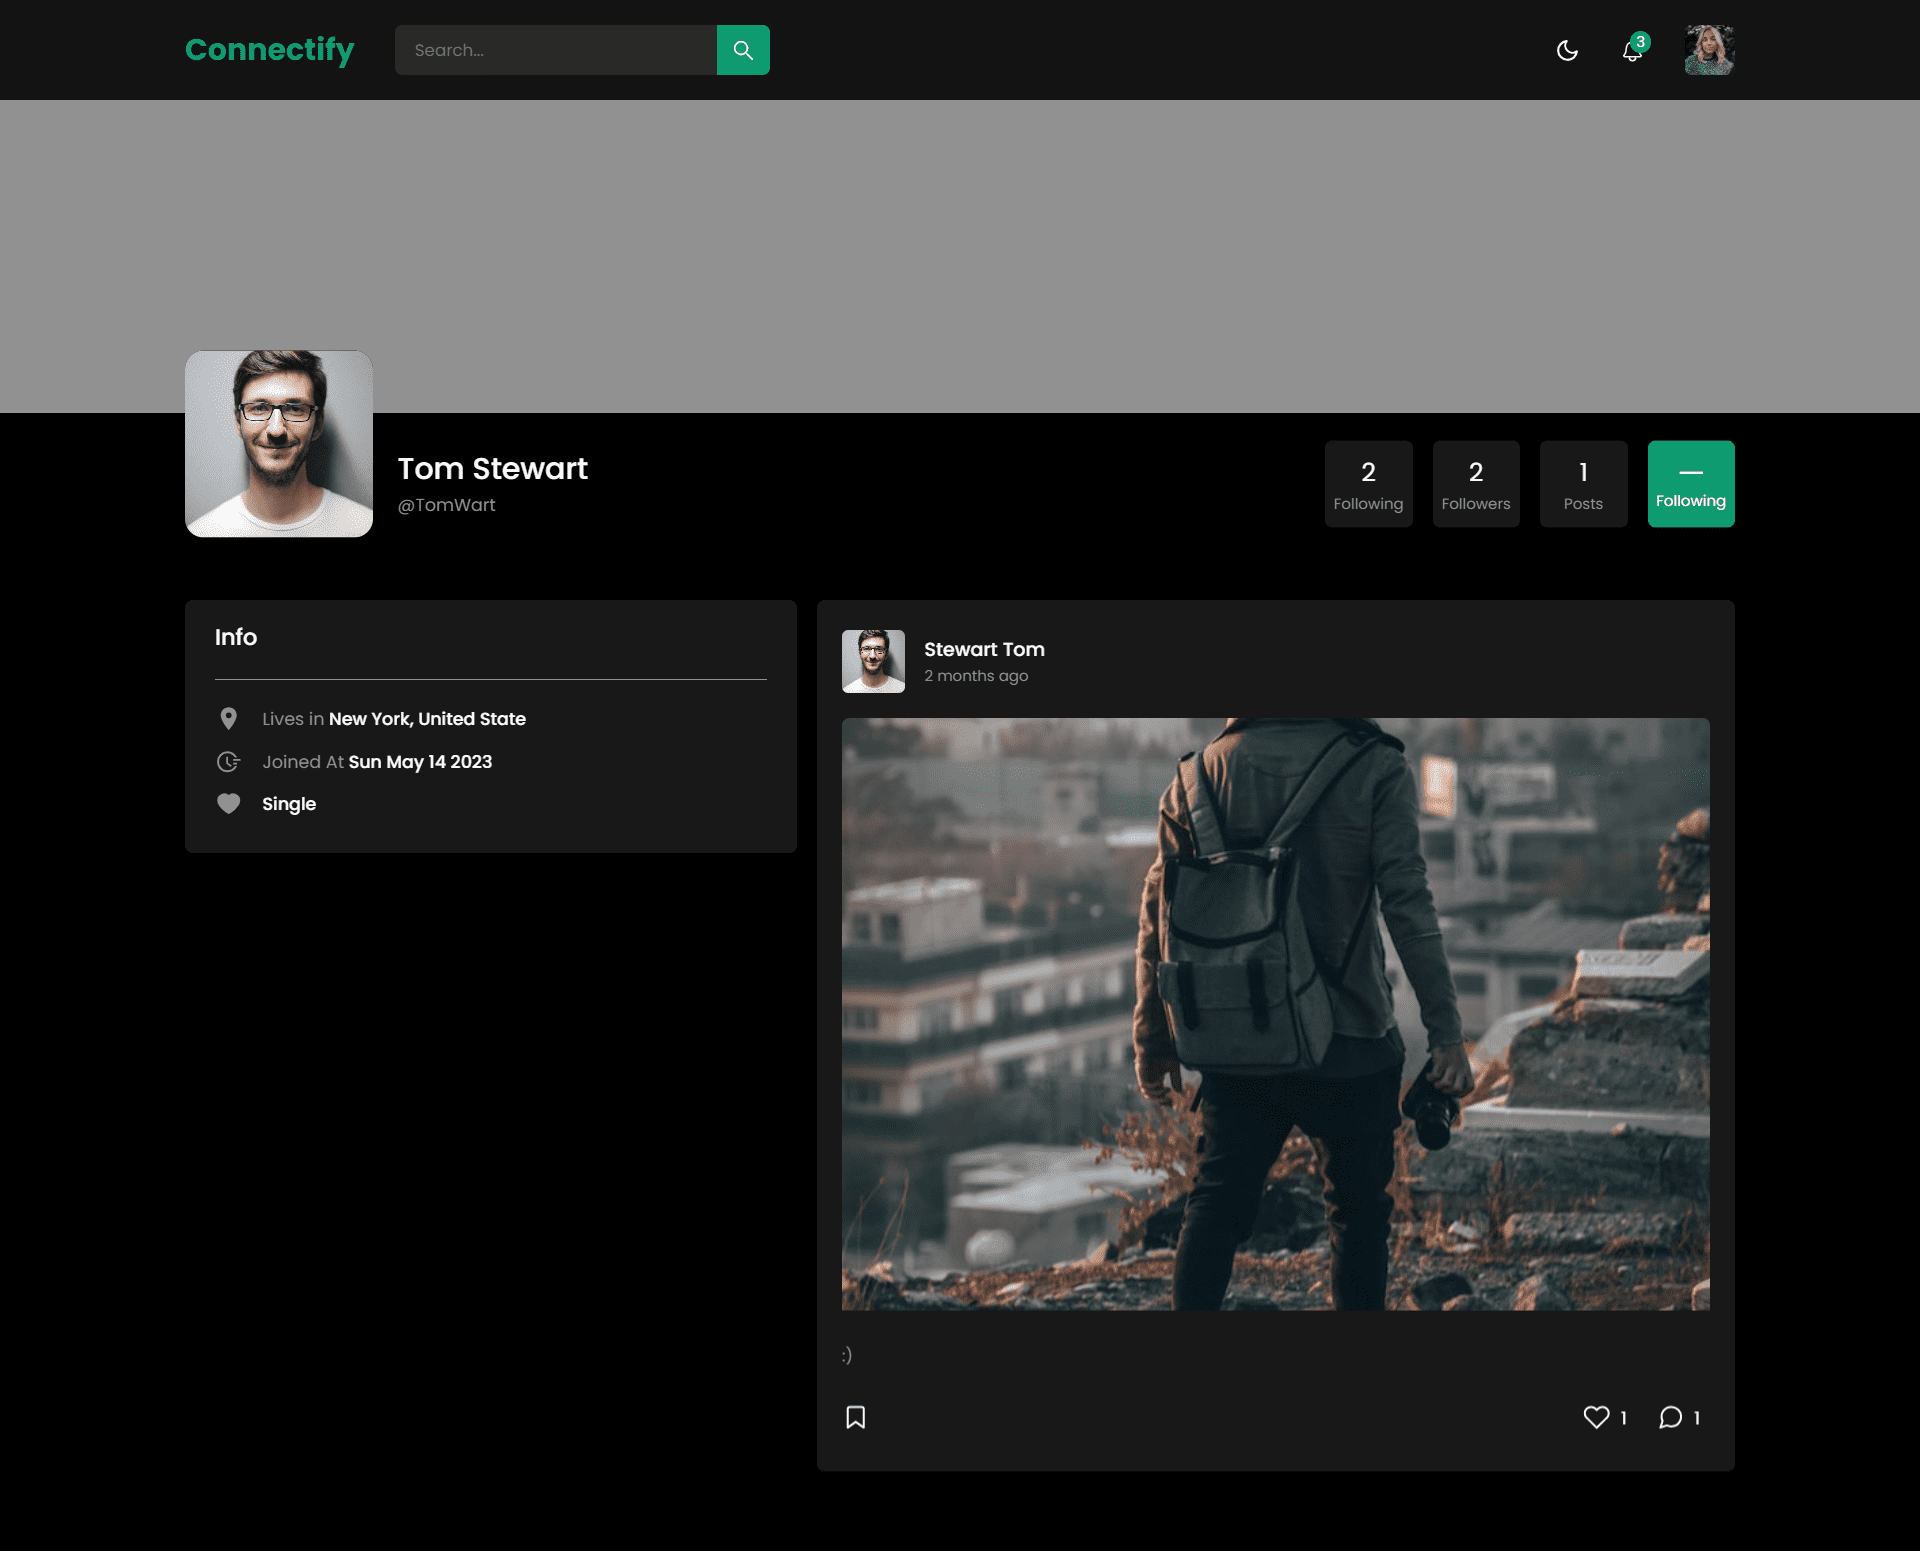 Connectify
Search...
3
Tom Stewart
@TomWart
2
Following
2
Followers
1
Posts
—
Following
Info
Lives in New York, United State
Joined At Sun May 14 2023
Single
Stewart Tom
2 months ago
:)
1
1